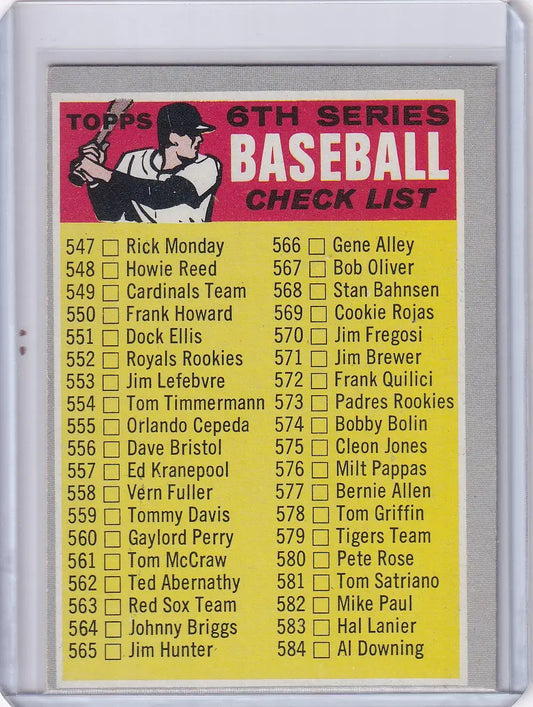 TOPPS
6TH SERIES
BASEBALL
CHECK LIST
547 Rick Monday
548 Howie Reed
549 Cardinals Team
550 Frank Howard
551 Dock Ellis
552 Royals Rookies
553 Jim Lefebvre
554 Tom Timmermann
555 Orlando Cepeda
556 Dave Bristol
557 Ed Kranepool
558 Vern Fuller
559 Tommy Davis
560 Gaylord Perry
561 Tom McCraw
562 Ted Abernathy
563 Red Sox Team
564 Johnny Briggs
565 Jim Hunter
566 Gene Alley
567 Bob Oliver
568 Stan Bahnsen
569 Cookie Rojas
570 Jim Fregosi
571 Jim Brewer
572 Frank Quilici
573 Padres Rookies
574 Bobby Bolin
575 Cleon Jones
576 Milt Pappas
577 Bernie Allen
578 Tom Griffin
579 Tigers Team
580 Pete Rose
581 Tom Satriano
582 Mike Paul
583 Hal Lanier
584 Al Downing